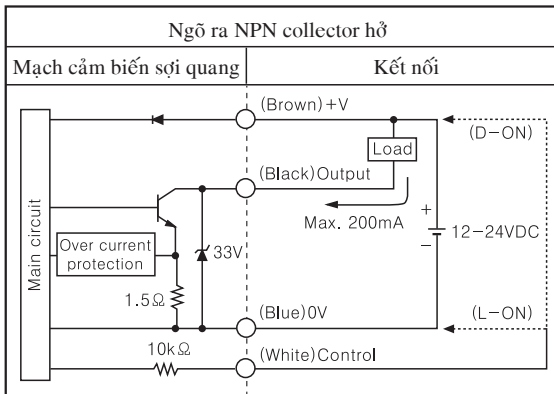 Ngõ ra NPN collector hở
Mạch cảm biến sợi quang
Kết nối
(Brown)+V
(D-ON)
Load
(Black)Output
Max. 200mA
+
12-24VDC
-
Main circuit
Over current
protection
33V
1.5Ω
(Blue)0V
(L-ON)
10kΩ
(White)Control